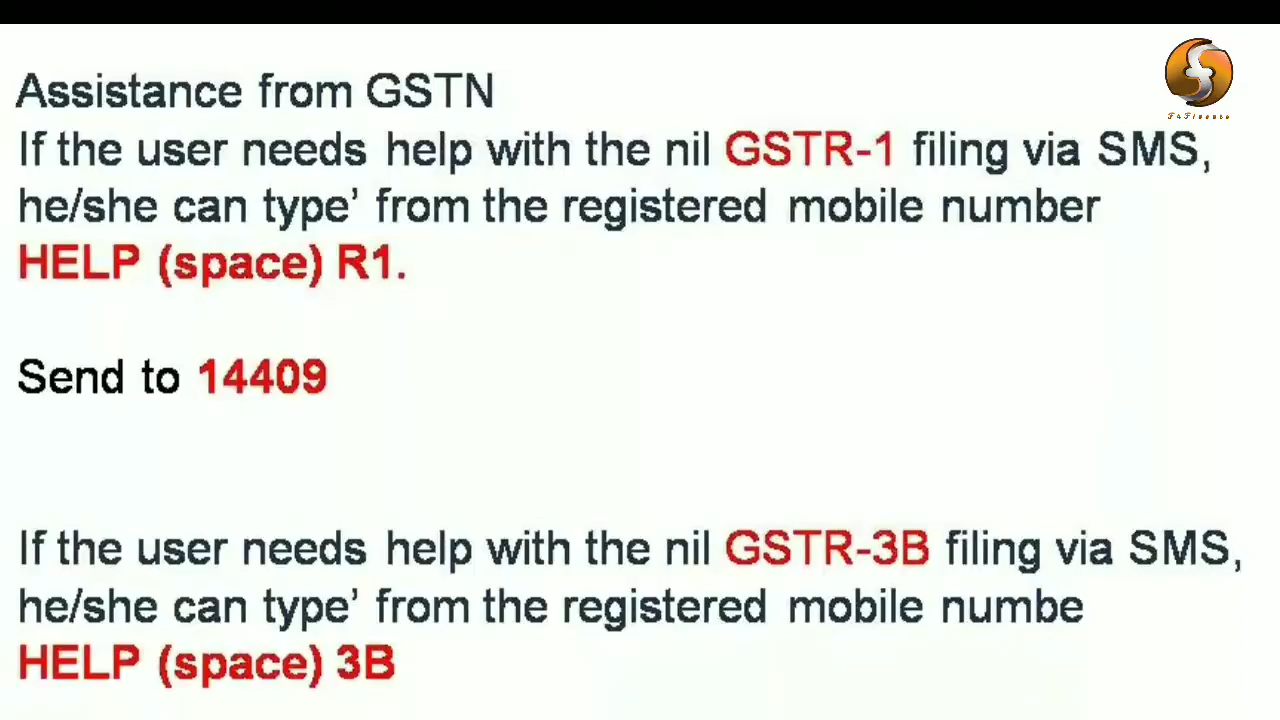 Assistance from GSTN
If the user needs help with the nil GSTR-1 filing via SMS,
he/she can type’ from the registered mobile number
HELP (space) R1.
Send to 14409
If the user needs help with the nil GSTR-3B filing via SMS,
he/she can type’ from the registered mobile numbe
HELP (space) 3B